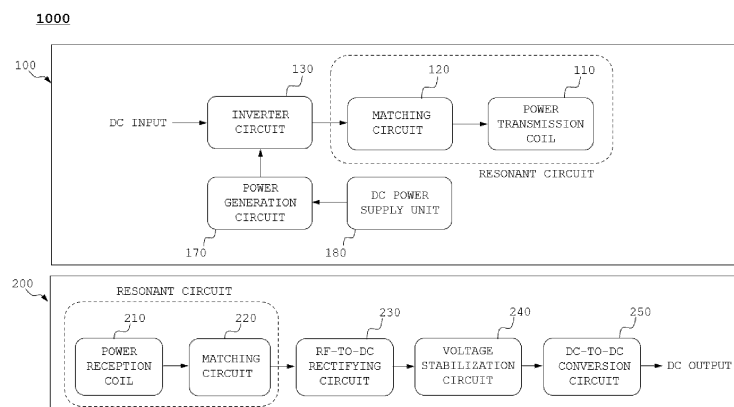 1000
100
130
120
110
DC INPUT
INVERTER
CIRCUIT
MATCHING
CIRCUIT
POWER
TRANSMISSION
COIL
RESONANT CIRCUIT
POWER
GENERATION
CIRCUIT
DC POWER
SUPPLY UNIT
170
180
200
RESONANT CIRCUIT
210
220
230
240
250
POWER
RECEPTION
COIL
MATCHING
CIRCUIT
RF-TO-DC
RECTIFYING
CIRCUIT
VOLTAGE
STABILIZATION
CIRCUIT
DC-TO-DC
CONVERSION
CIRCUIT
DC OUTPUT